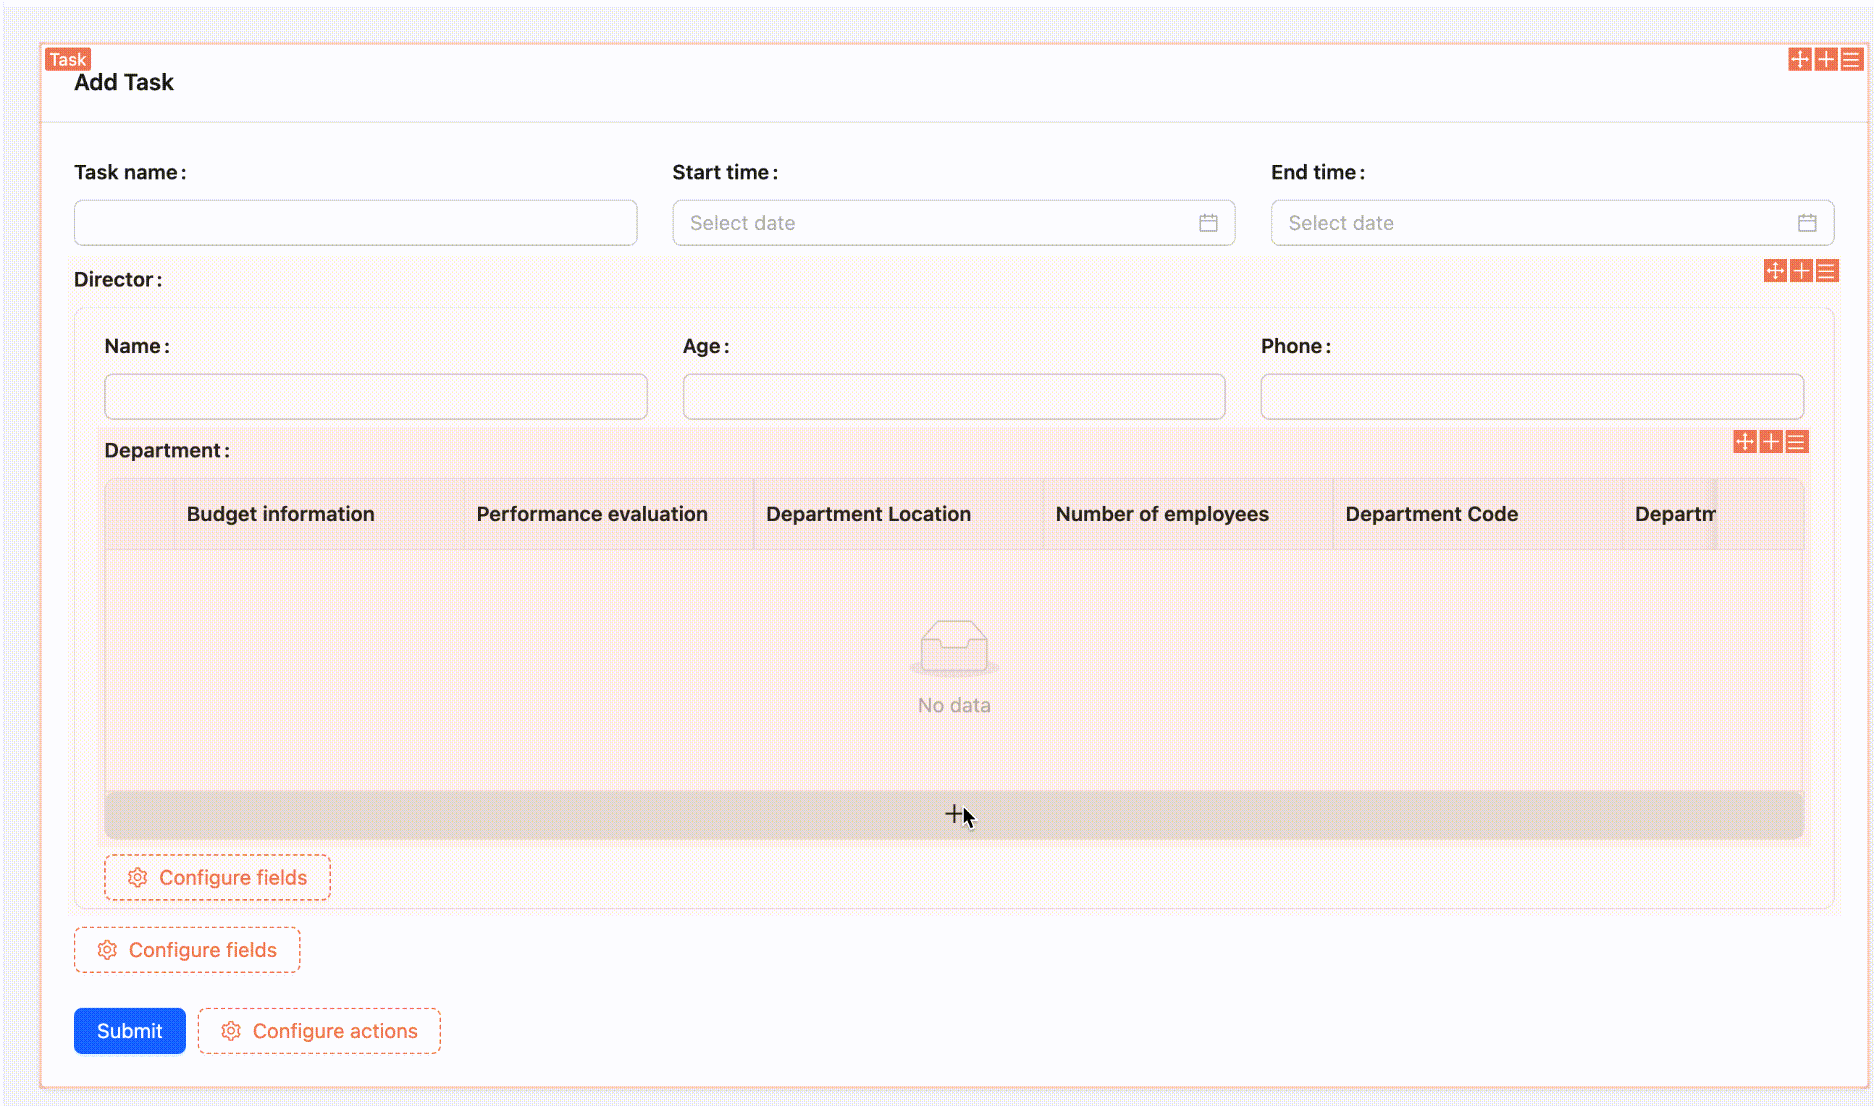 Task
Add Task
Task name: Start time: End time:
Select date Select date
Director:
Name: Age: Phone:
Department:
Budget information Performance evaluation Department Location Number of employees Department Code Departm
No data
Configure fields
Configure fields
Submit Configure actions